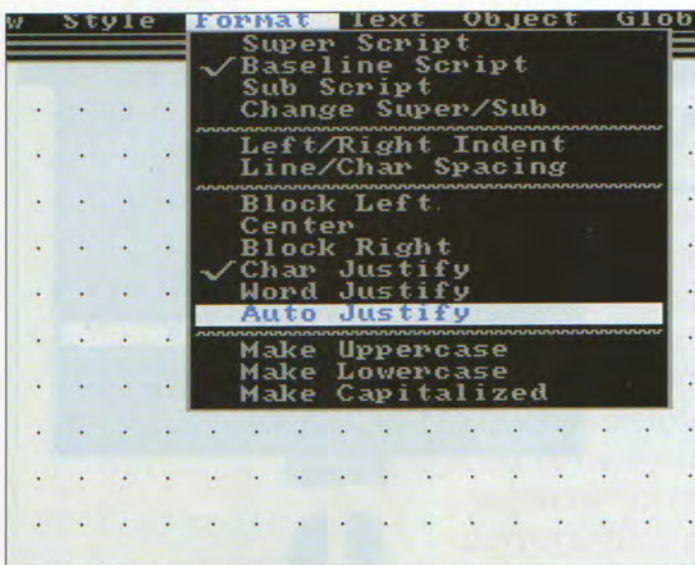 w Style Format Text Object Glob
Super Script
✓Baseline Script
Sub Script
Change Super/Sub
Left/Right Indent
Line/Char Spacing
Block Left
Center
Block Right
✓Char Justify
Word Justify
Auto Justify
Make Uppercase
Make Lowercase
Make Capitalized